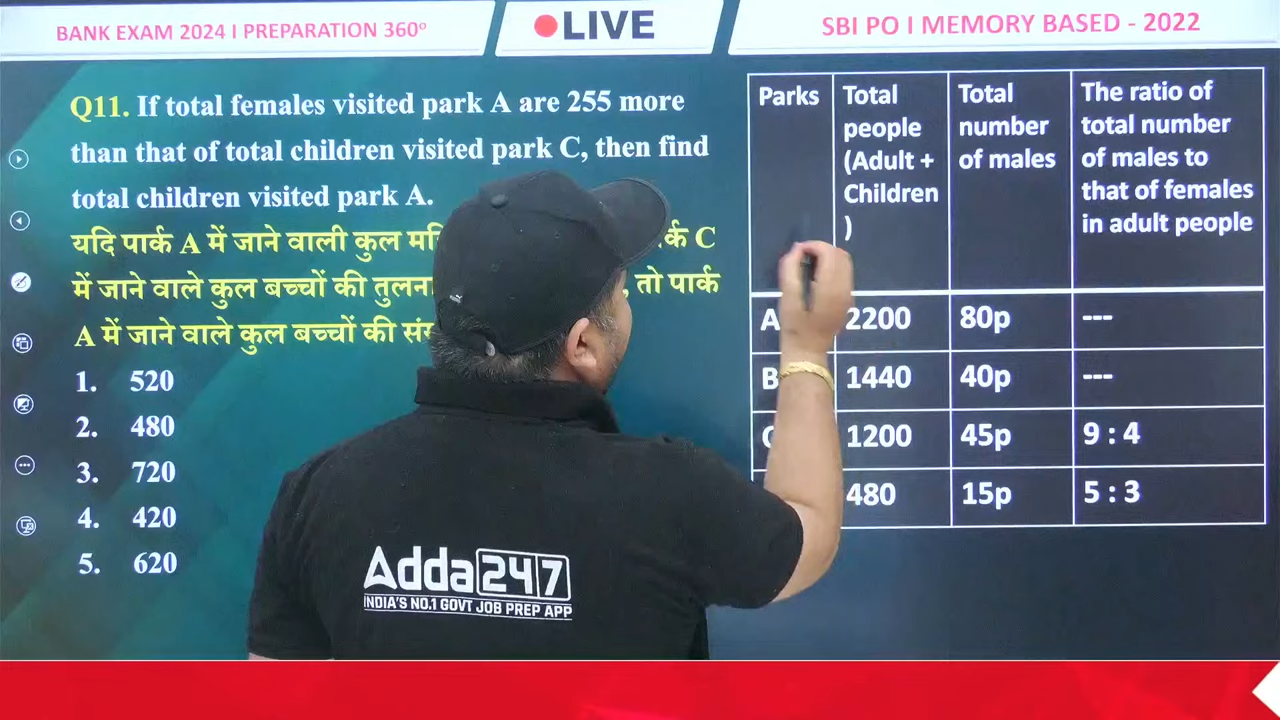 BANK EXAM 2024 I PREPARATION 360º
LIVE
SBI PO I MEMORY BASED - 2022
Q11. If total females visited park A are 255 more
than that of total children visited park C, then find
total children visited park A.
यदि पार्क A में जाने वाली कुल C
में जाने वाले कुल बच्चों की तो पार्क
A में जाने वाले कुल बच्चों की
1. 520
2. 480
3. 720
4. 420
5. 620
Parks
Total
people
(Adult +
Children
)
Total
number
of males
The ratio of
total number
of males to
that of females
in adult people
A 2200 80p ---
B 1440 40p ---
1200 45p 9 : 4
480 15p 5 : 3
Adda247
INDIA'S NO.1 GOVT JOB PREP APP